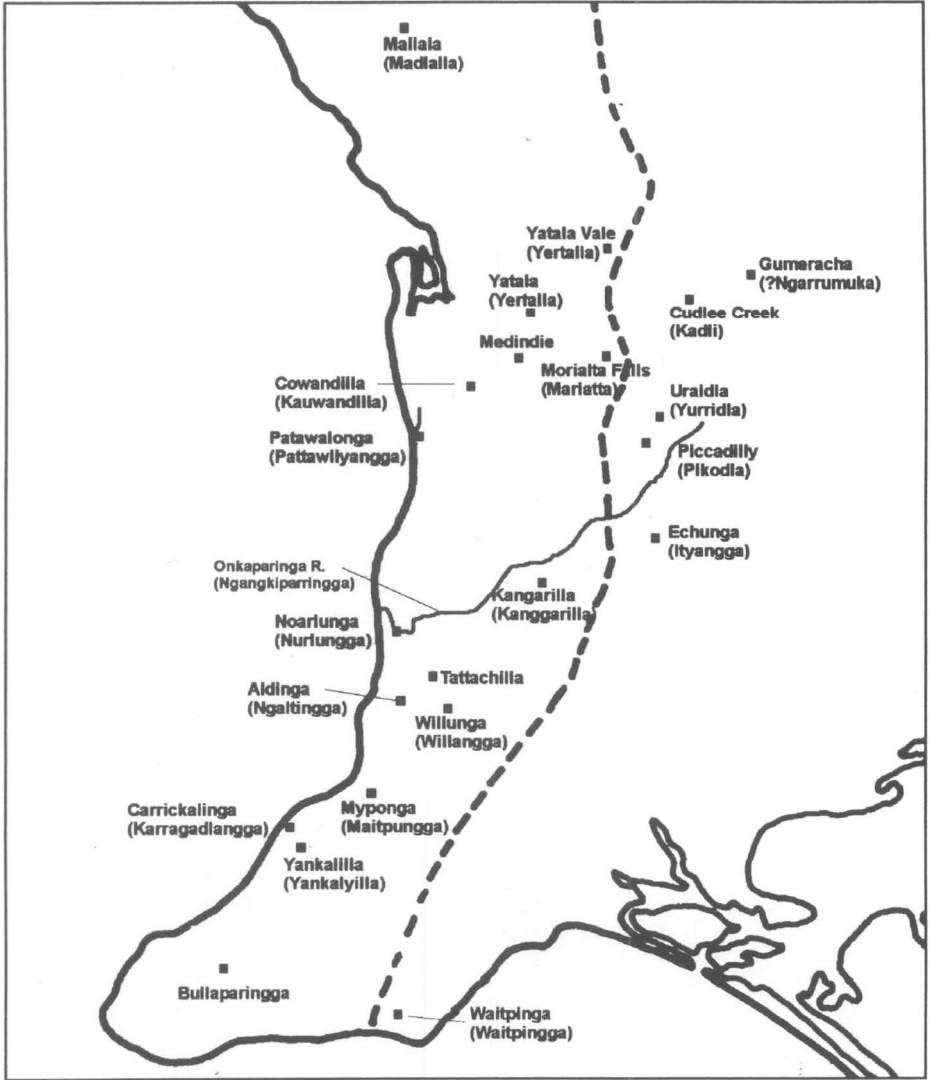 Mallala
(Madlalla)
Yatala Vale
(Yertalla)
Gumeracha
(?Ngarrumuka)
Yatala
(Yertalla)
Cudlee Creek
(Kadli)
Medindie
Morialta Falls
(Mariatta)
Cowandilla
(Kauwandilla)
Uraidla
(Yurridla)
Patawalonga
(Pattawilyangga)
Piccadilly
(Pikodla)
Echunga
(Ityangga)
Onkaparinga R.
(Ngangkiparringga)
Kangarilla
(Kanggarilla)
Noarlunga
(Nurlungga)
Tattachilla
Aldinga
(Ngaltingga)
Willunga
(Willangga)
Carrickalinga
(Karragadlangga)
Myponga
(Maitpungga)
Yankalilla
(Yankalyilla)
Bullaparingga
Waitpinga
(Waitpingga)